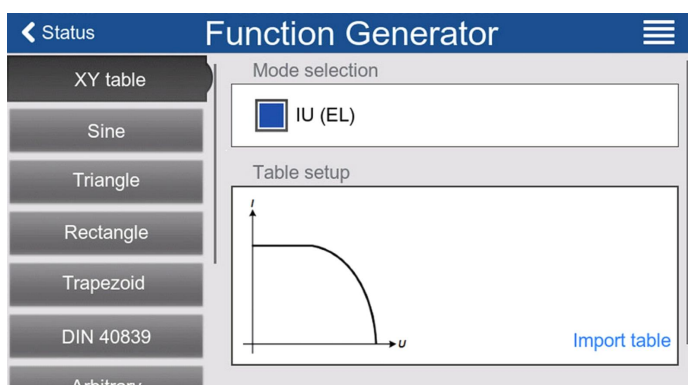 Status
Function Generator
XY table
Sine
Triangle
Rectangle
Trapezoid
DIN 40839
Arbitrary
Mode selection
IU (EL)
Table setup
I
U
Import table